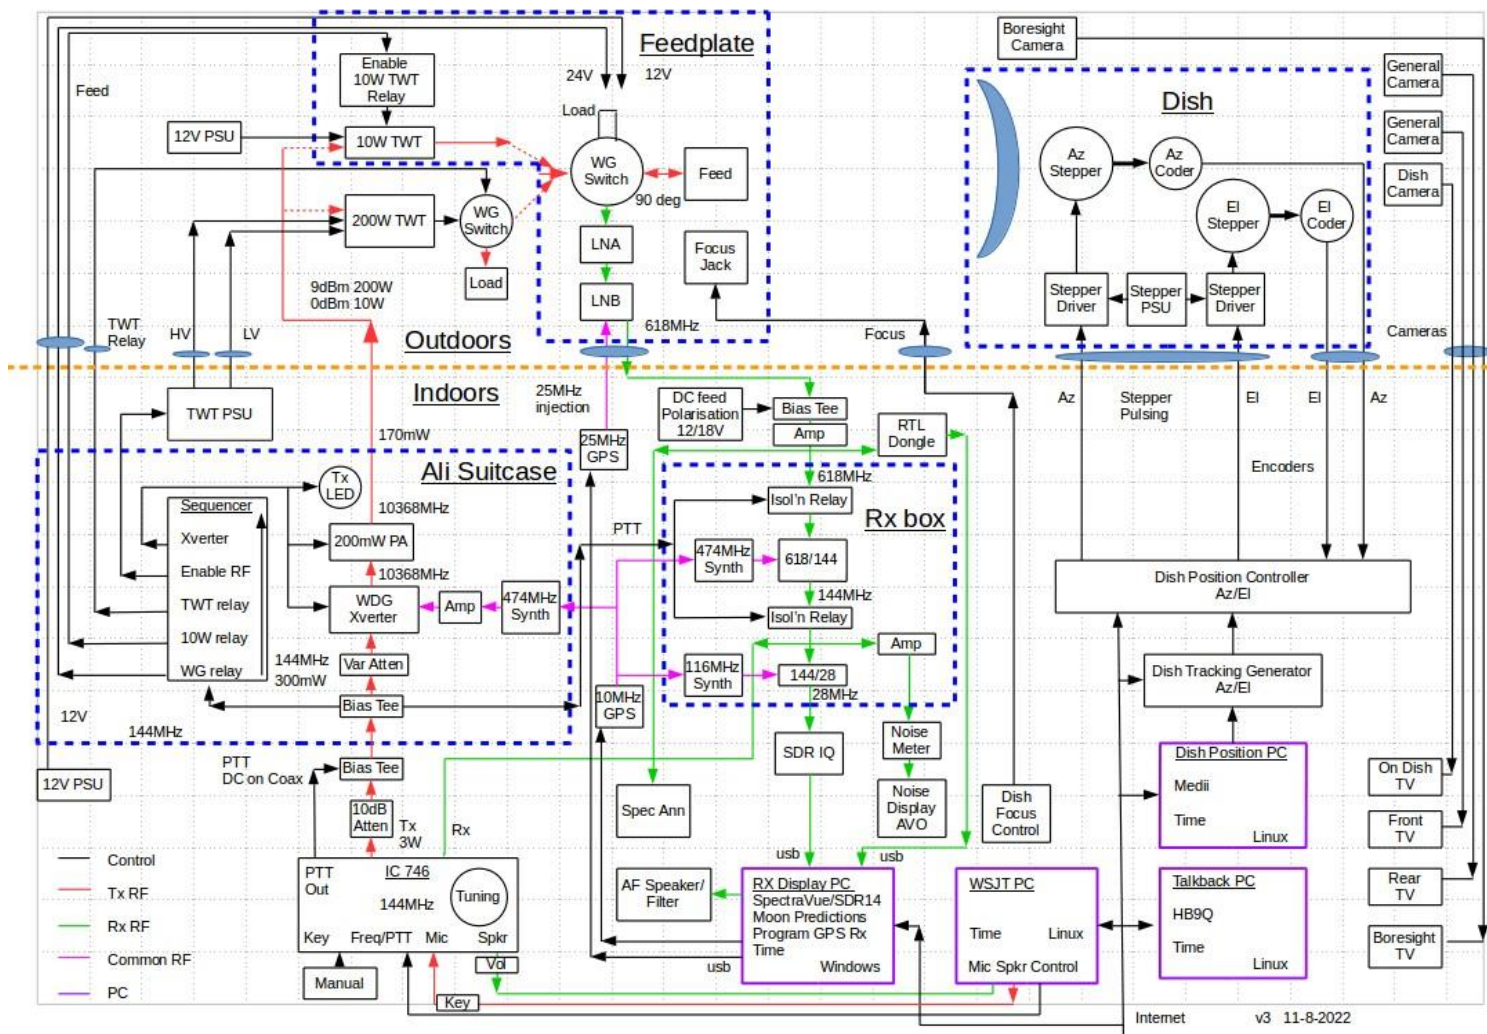 Feedplate
Boresight
Camera
Enable
10W TWT
Relay
24V
12V
General
Camera
Feed
Dish
Load
General
Camera
12V PSU
10W TWT
Az
Stepper
Az
Coder
WG
Switch
Feed
Dish
Camera
90 deg
200W TWT
WG
Switch
El
Stepper
El
Coder
LNA
Focus
Jack
Load
9dBm 200W
0dBm 10W
LNB
Stepper
Driver
Stepper
PSU
Stepper
Driver
TWT
Relay
HV
LV
618MHz
Focus
Cameras
Outdoors
Indoors
25MHz
injection
DC feed
Polarisation
12/18V
Bias Tee
Amp
RTL
Dongle
Az
Stepper
Pulsing
El
El
Az
TWT PSU
170mW
25MHz
GPS
Encoders
Ali Suitcase
Tx
LED
618MHz
Isol'n Relay
Rx box
Sequencer
10368MHz
Xverter
200mW PA
PTT
474MHz
Synth
618/144
Enable RF
10368MHz
Dish Position Controller
Az/El
TWT relay
WDG
Xverter
Amp
474MHz
Synth
144MHz
Isol'n Relay
10W relay
144MHz
300mW
Var Atten
Amp
WG relay
116MHz
Synth
144/28
Dish Tracking Generator
Az/El
28MHz
Bias Tee
10MHz
GPS
12V
144MHz
Noise
Meter
SDR IQ
PTT
DC on Coax
Bias Tee
Dish Position PC
Medii
Time
Linux
12V PSU
On Dish
TV
10dB
Atten
Tx
3W
Rx
Spec Ann
Noise
Display
AVO
Dish
Focus
Control
Front
TV
usb
usb
Control
Tx RF
Rx RF
Common RF
PC
PTT
Out
IC 746
144MHz
Tuning
Key
Freq/PTT
Mic
Spkr
Vol
Manual
Key
AF Speaker/
Filter
RX Display PC
SpectraVue/SDR14
Moon Predictions
Program GPS Rx
Time
Windows
usb
WSJT PC
Time
Linux
Mic Spkr Control
Talkback PC
HB9Q
Time
Linux
Rear
TV
Boresight
TV
Internet
v3 11-8-2022